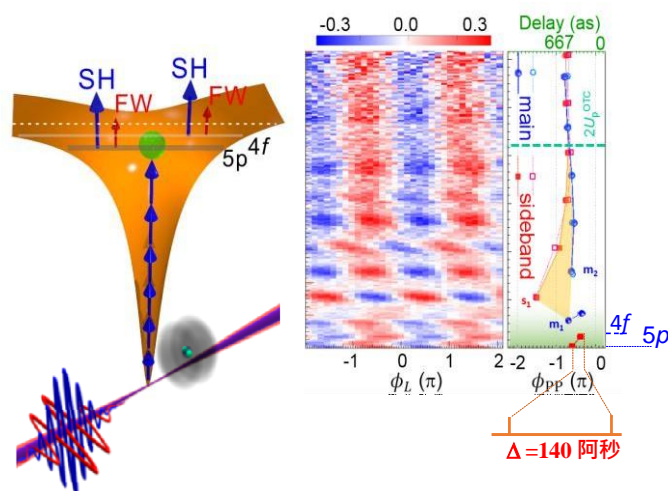 SH
FW
SH
FW
5p
4f
-0.3 0.0 0.3
Delay (as)
667 0
main
sideband
2U_p^OTC
m₂
s₁
m₁
4f
5p
-1 0 1 2
ϕ_L (π)
-2 -1 0
ϕ_PP (π)
Δ=140 阿秒